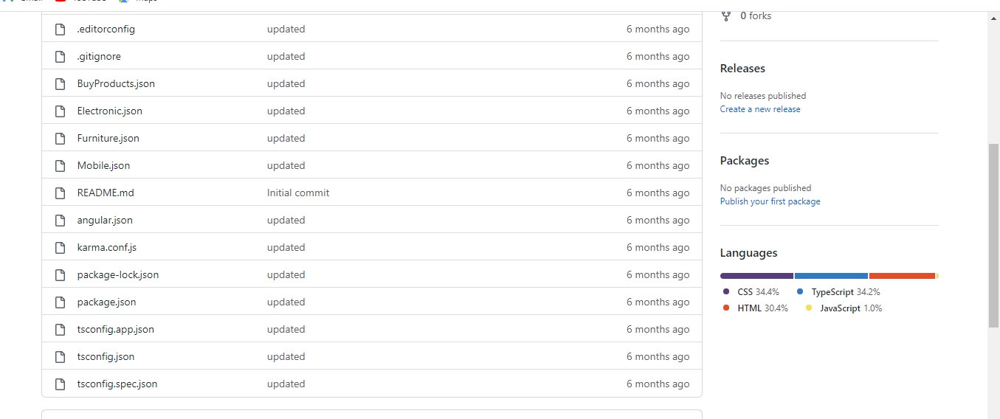 0 forks
.editorconfig updated 6 months ago
.gitignore updated 6 months ago
BuyProducts.json updated 6 months ago
Electronic.json updated 6 months ago
Furniture.json updated 6 months ago
Mobile.json updated 6 months ago
README.md Initial commit 6 months ago
angular.json updated 6 months ago
karma.conf.js updated 6 months ago
package-lock.json updated 6 months ago
package.json updated 6 months ago
tsconfig.app.json updated 6 months ago
tsconfig.json updated 6 months ago
tsconfig.spec.json updated 6 months ago
Releases
No releases published
Create a new release
Packages
No packages published
Publish your first package
Languages
CSS 34.4% TypeScript 34.2%
HTML 30.4% JavaScript 1.0%